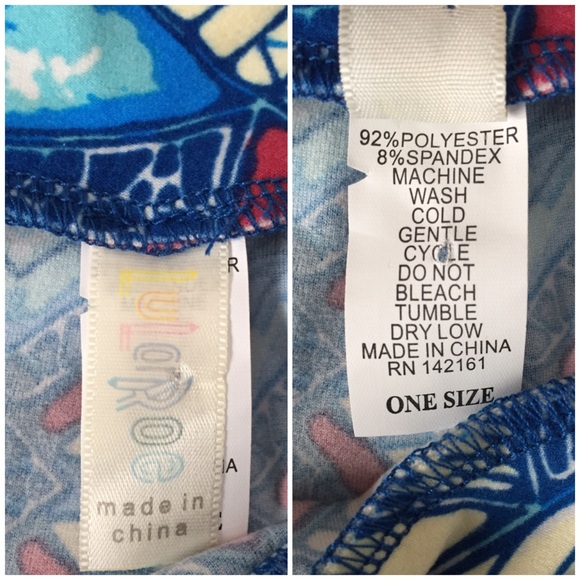 LuLaRoe
made in
china
R
IA
92%POLYESTER
8%SPANDEX
MACHINE
WASH
COLD
GENTLE
CYCLE
DO NOT
BLEACH
TUMBLE
DRY LOW
MADE IN CHINA
RN 142161
ONE SIZE